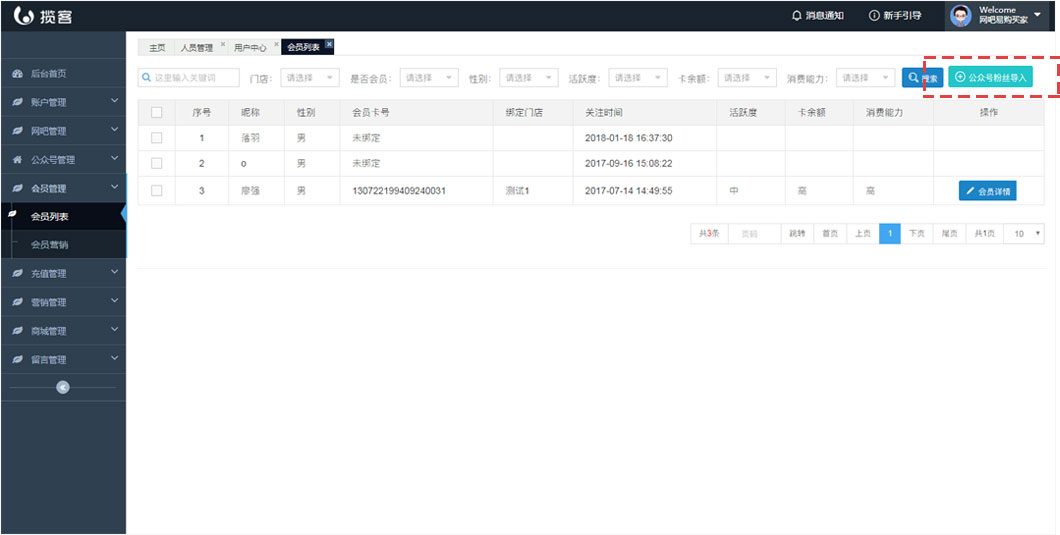 揽客
消息通知 新手引导 Welcome
网吧易购买家
主页 人员管理 用户中心 会员列表
后台首页
账户管理
网吧管理
公众号管理
会员管理
会员列表
会员营销
充值管理
营销管理
商城管理
留言管理
这里输入关键词 门店： 请选择 是否会员： 请选择 性别： 请选择 活跃度： 请选择 卡余额： 请选择 消费能力： 请选择 搜索 公众号粉丝导入
序号 昵称 性别 会员卡号 绑定门店 关注时间 活跃度 卡余额 消费能力 操作
1 落羽 男 未绑定 2018-01-18 16:37:30
2 o 男 未绑定 2017-09-16 15:08:22
3 廖强 男 130722199409240031 测试1 2017-07-14 14:49:55 中 高 高 会员详情
共3条 页码 跳转 首页 上页 1 下页 尾页 共1页 10